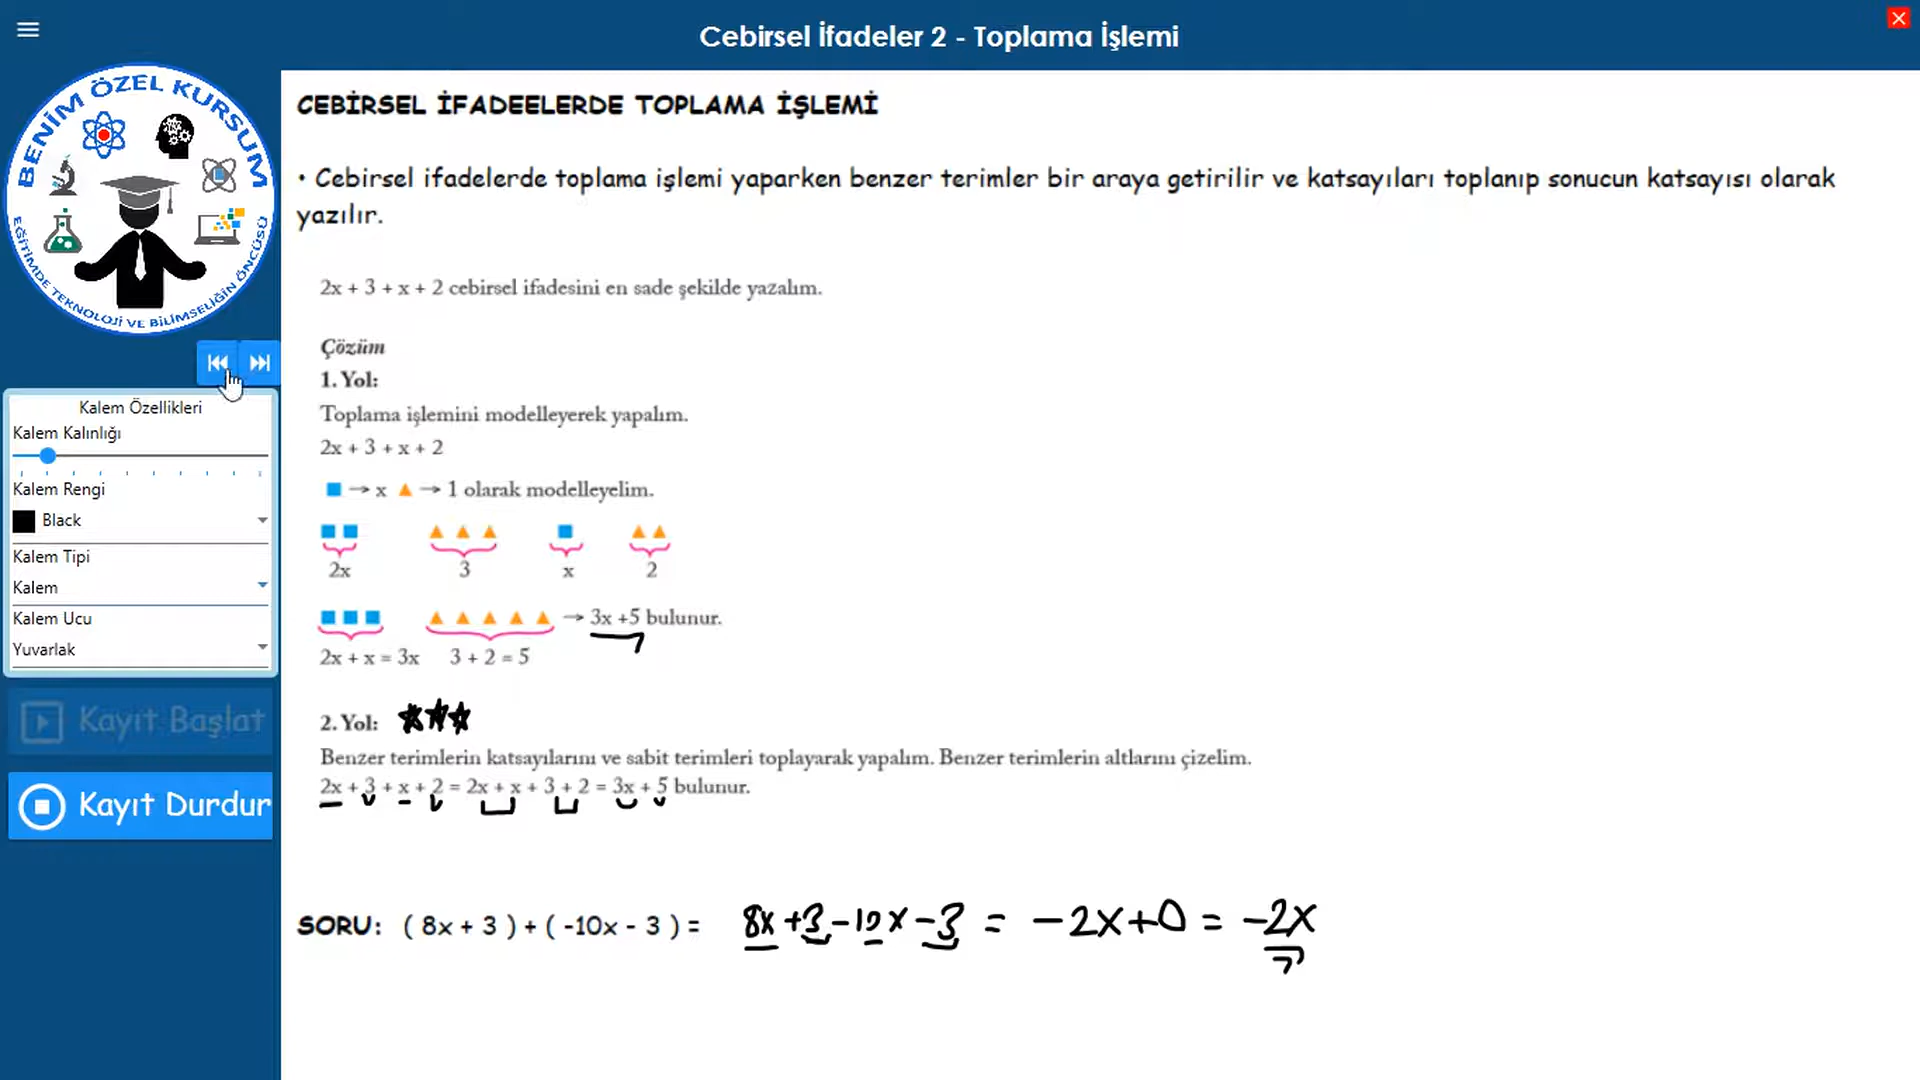 Cebirsel İfadeler 2 - Toplama İşlemi
BENİM ÖZEL KURSUM
EĞİTİMDE TEKNOLOJİ VE BİLİMSELLİĞİN ÖNCÜSÜ
Kalem Özellikleri
Kalem Kalınlığı
Kalem Rengi
Black
Kalem Tipi
Kalem
Kalem Ucu
Yuvarlak
Kayıt Başlat
Kayıt Durdur
CEBİRSEL İFADEELERDE TOPLAMA İŞLEMİ
• Cebirsel ifadelerde toplama işlemi yaparken benzer terimler bir araya getirilir ve katsayıları toplanıp sonucun katsayısı olarak
yazılır.
2x + 3 + x + 2 cebirsel ifadesini en sade şekilde yazalım.
Çözüm
1. Yol:
Toplama işlemini modelleyerek yapalım.
2x + 3 + x + 2
→ x → 1 olarak modelleyelim.
2x 3 x 2
→ 3x +5 bulunur.
2x + x = 3x 3 + 2 = 5
2. Yol:
Benzer terimlerin katsayılarını ve sabit terimleri toplayarak yapalım. Benzer terimlerin altlarını çizelim.
2x + 3 + x + 2 = 2x + x + 3 + 2 = 3x + 5 bulunur.
SORU: ( 8x + 3 ) + ( -10x - 3 ) = 8x +3 -10x -3 = -2x+0 = -2x